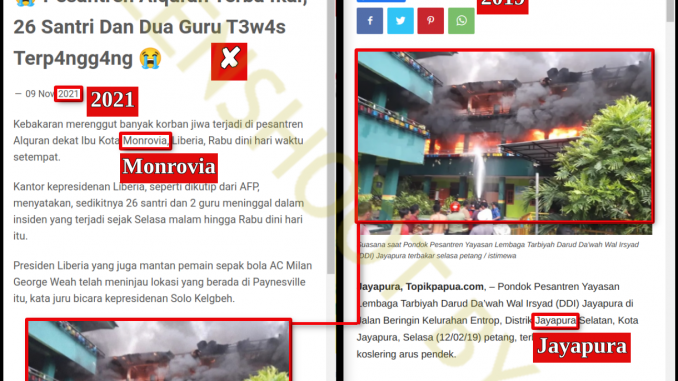 26 Santri Dan Dua Guru T3w4s
Terp4ngg4ng
— 09 Nov 2021
2021
Kebakaran merenggut banyak korban jiwa terjadi di pesantren
Alquran dekat Ibu Kota Monrovia, Liberia, Rabu dini hari waktu
setempat.
Monrovia
Kantor kepresidenan Liberia, seperti dikutip dari AFP,
menyatakan, sedikitnya 26 santri dan 2 guru meninggal dalam
insiden yang terjadi sejak Selasa malam hingga Rabu dini hari
itu.
Presiden Liberia yang juga mantan pemain sepak bola AC Milan
George Weah telah meninjau lokasi yang berada di Paynesville
itu, kata juru bicara kepresidenan Solo Kelgbeh.
2019
Suasana saat Pondok Pesantren Yayasan Lembaga Tarbiyah Darud Da'wah Wal Irsyad
(DDI) Jayapura terbakar selasa petang / istimewa
Jayapura, Topikpapua.com, – Pondok Pesantren Yayasan
Lembaga Tarbiyah Darud Da'wah Wal Irsyad (DDI) Jayapura di
Jalan Beringin Kelurahan Entrop, Distrik Jayapura Selatan, Kota
Jayapura, Selasa (12/02/19) petang,
koslering arus pendek.
Jayapura
SCREENSHOOT BY